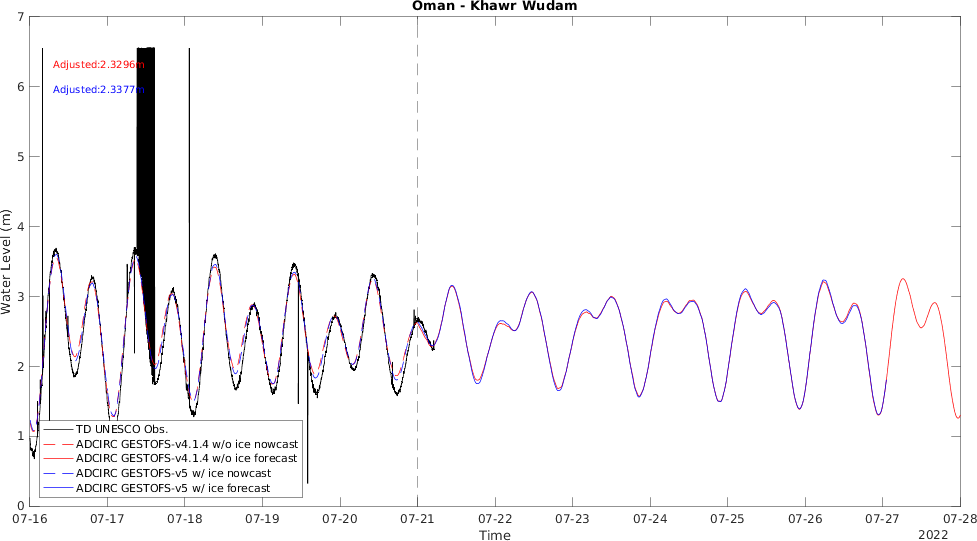 Oman - Khawr Wudam
7
6
5
4
3
2
1
0
Water Level (m)
Adjusted:2.3296m
Adjusted:2.3377m
TD UNESCO Obs.
ADCIRC GESTOFS-v4.1.4 w/o ice nowcast
ADCIRC GESTOFS-v4.1.4 w/o ice forecast
ADCIRC GESTOFS-v5 w/ ice nowcast
ADCIRC GESTOFS-v5 w/ ice forecast
07-16 07-17 07-18 07-19 07-20 07-21 07-22 07-23 07-24 07-25 07-26 07-27 07-28
Time
2022